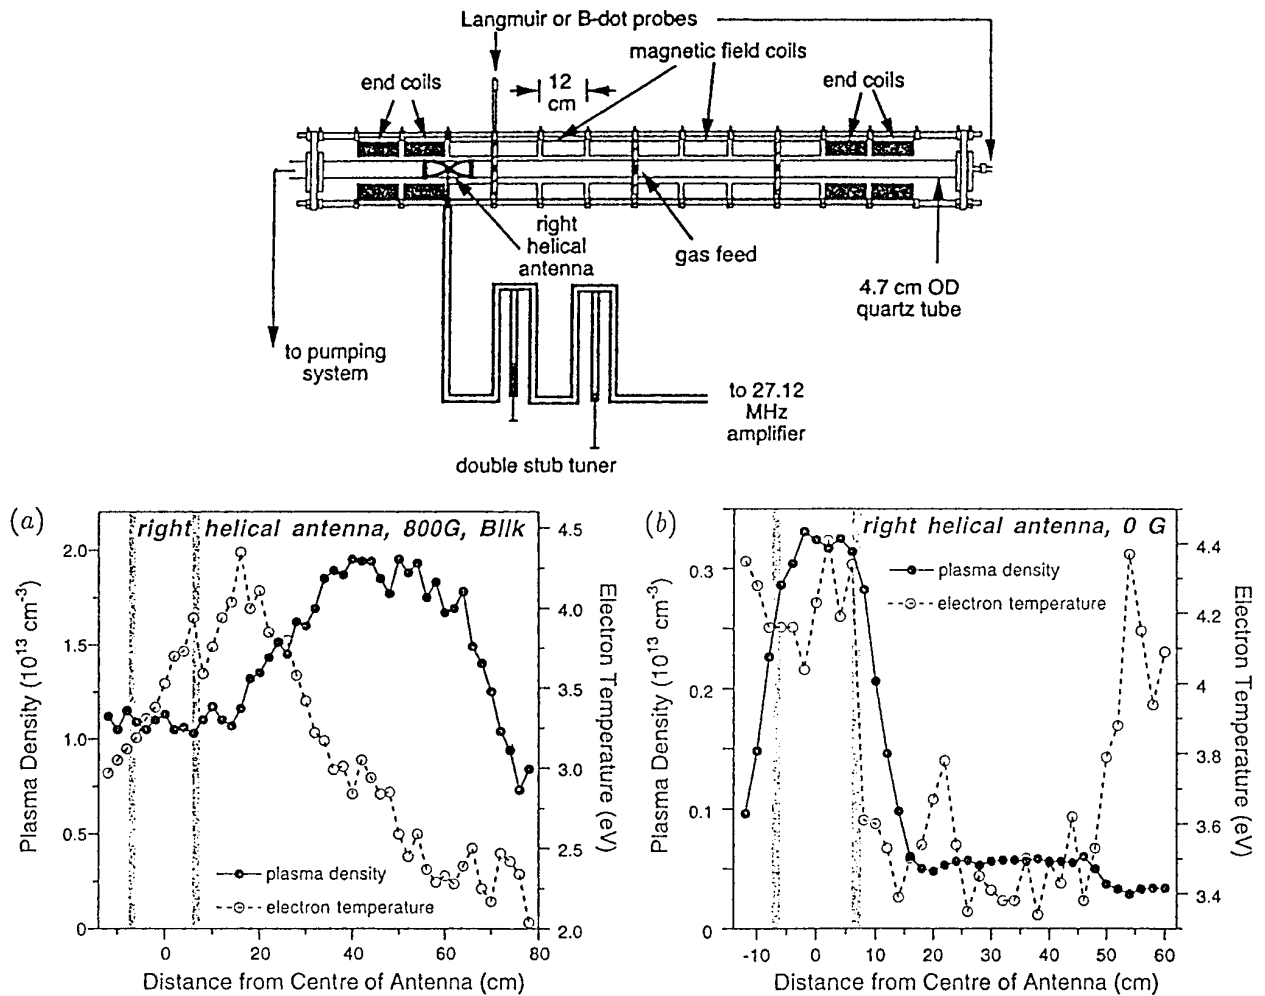 Langmuir or B-dot probes
magnetic field coils
end coils
12
cm
end coils
right
helical
antenna
gas feed
4.7 cm OD
quartz tube
to pumping
system
to 27.12
MHz
amplifier
double stub tuner
(a)
right helical antenna, 800G, B//k
Plasma Density (10¹³ cm⁻³)
2.0
1.5
1.0
0.5
0
4.5
4.0
3.5
3.0
2.5
2.0
Electron Temperature (eV)
plasma density
electron temperature
0 20 40 60 80
Distance from Centre of Antenna (cm)
(b)
right helical antenna, 0 G
plasma density
electron temperature
Plasma Density (10¹³ cm⁻³)
0.3
0.2
0.1
0
4.4
4.2
4
3.8
3.6
3.4
Electron Temperature (eV)
-10 0 10 20 30 40 50 60
Distance from Centre of Antenna (cm)